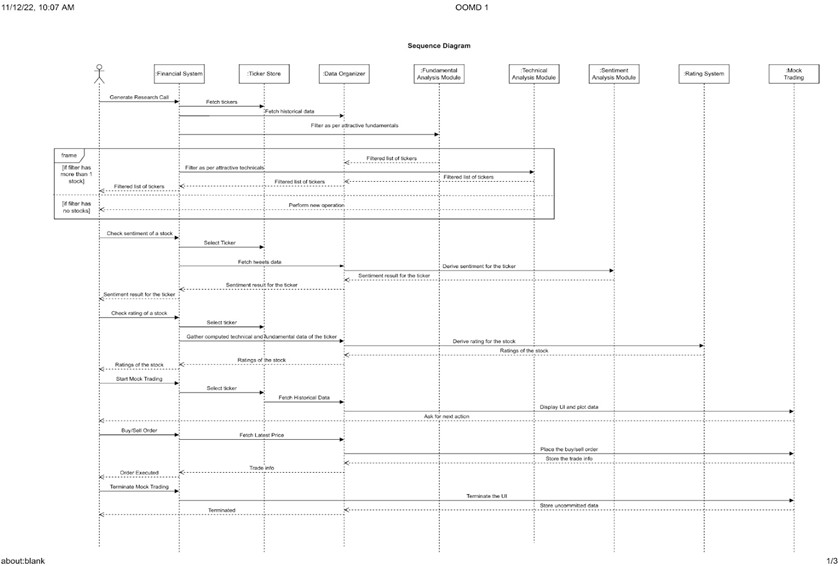 11/12/22, 10:07 AM
OOMD 1
Sequence Diagram
:Financial System
:Ticker Store
:Data Organizer
:Fundamental
Analysis Module
:Technical
Analysis Module
:Sentiment
Analysis Module
:Rating System
:Mock
Trading
Generate Research Call
Fetch tickers
Fetch historical data
Filter as per attractive fundamentals
frame
[if filter has
more than 1
stock]
Filtered list of tickers
Filter as per attractive technicals
Filtered list of tickers
Filtered list of tickers
Filtered list of tickers
[if filter has
no stocks]
Perform new operation
Check sentiment of a stock
Select Ticker
Fetch tweets data
Derive sentiment for the ticker
Sentiment result for the ticker
Sentiment result for the ticker
Sentiment result for the ticker
Check rating of a stock
Select ticker
Gather computed technical and fundamental data of the ticker
Derive rating for the stock
Ratings of the stock
Ratings of the stock
Ratings of the stock
Start Mock Trading
Select ticker
Fetch Historical Data
Display UI and plot data
Ask for next action
Buy/Sell Order
Fetch Latest Price
Place the buy/sell order
Store the trade info
Trade info
Order Executed
Terminate Mock Trading
Terminate the UI
Store uncommitted data
Terminated
about:blank
1/3